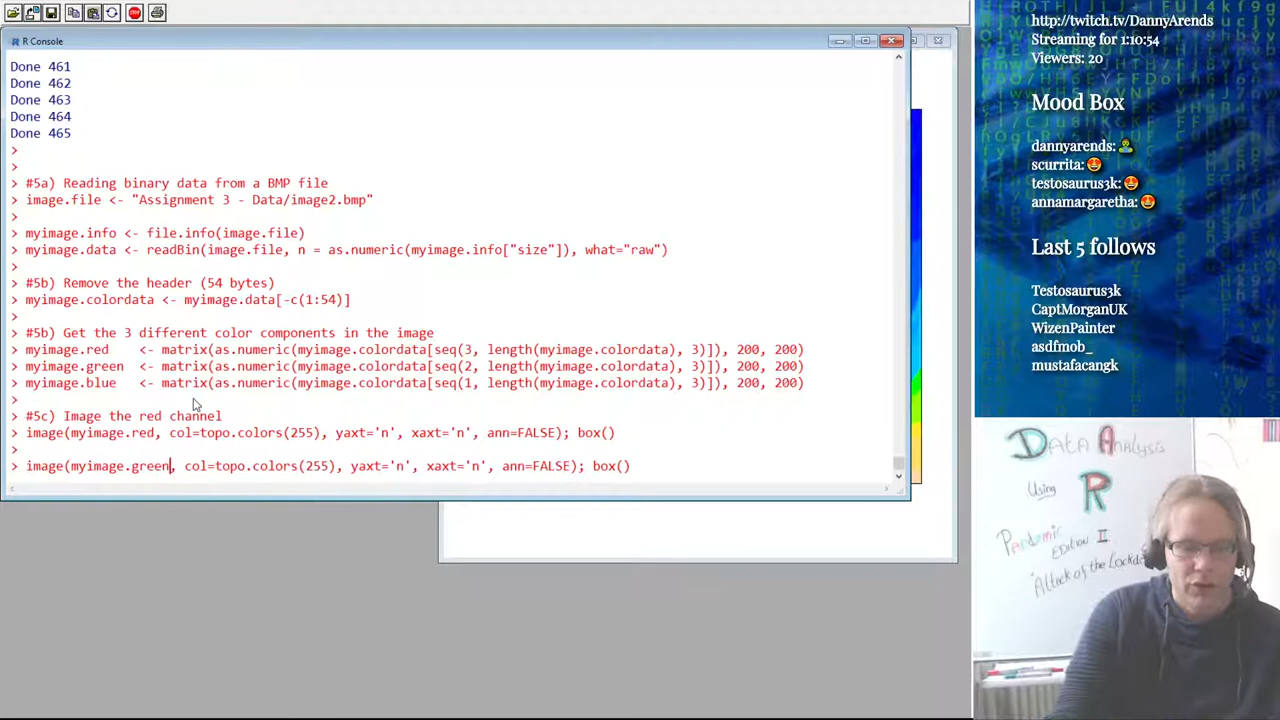 R Console
Done 461
Done 462
Done 463
Done 464
Done 465
>
>
> #5a) Reading binary data from a BMP file
> image.file <- "Assignment 3 - Data/image2.bmp"
>
> myimage.info <- file.info(image.file)
> myimage.data <- readBin(image.file, n = as.numeric(myimage.info["size"]), what="raw")
>
> #5b) Remove the header (54 bytes)
> myimage.colordata <- myimage.data[-c(1:54)]
>
> #5b) Get the 3 different color components in the image
> myimage.red   <- matrix(as.numeric(myimage.colordata[seq(3, length(myimage.colordata), 3)]), 200, 200)
> myimage.green <- matrix(as.numeric(myimage.colordata[seq(2, length(myimage.colordata), 3)]), 200, 200)
> myimage.blue  <- matrix(as.numeric(myimage.colordata[seq(1, length(myimage.colordata), 3)]), 200, 200)
>
> #5c) Image the red channel
> image(myimage.red, col=topo.colors(255), yaxt='n', xaxt='n', ann=FALSE); box()
>
> image(myimage.green, col=topo.colors(255), yaxt='n', xaxt='n', ann=FALSE); box()
STOP
http://twitch.tv/DannyArends
Streaming for 1:10:54
Viewers: 20
Mood Box
dannyarends:
scurrita:
testosaurus3k:
annamargaretha:
Last 5 follows
Testosaurus3k
CaptMorganUK
WizenPainter
asdfmob_
mustafacangk
Data Analysis
Using
R
Pandemic
Edition II
"Attack of the Lockdo